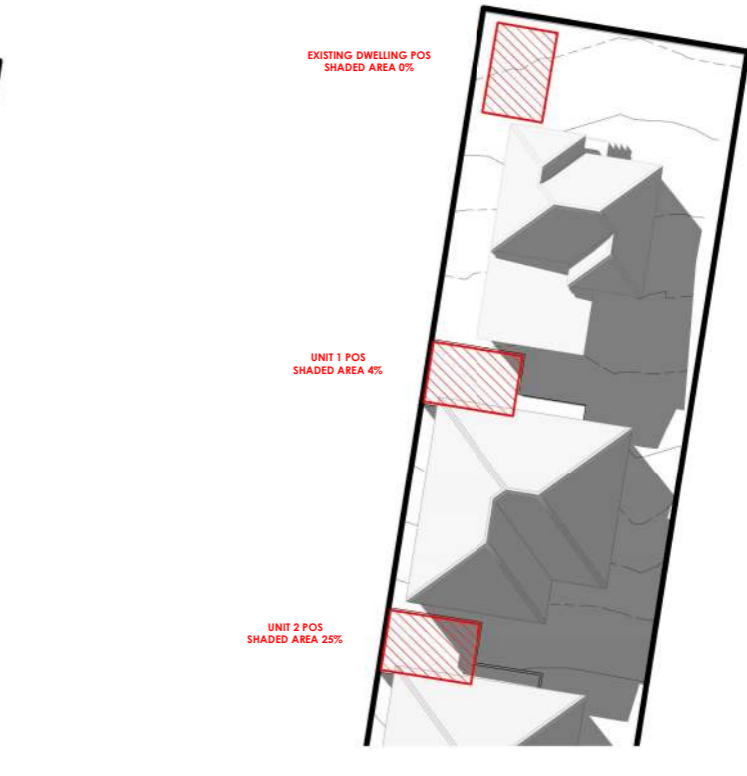 EXISTING DWELLING POS
SHADED AREA 0%
UNIT 1 POS
SHADED AREA 4%
UNIT 2 POS
SHADED AREA 25%